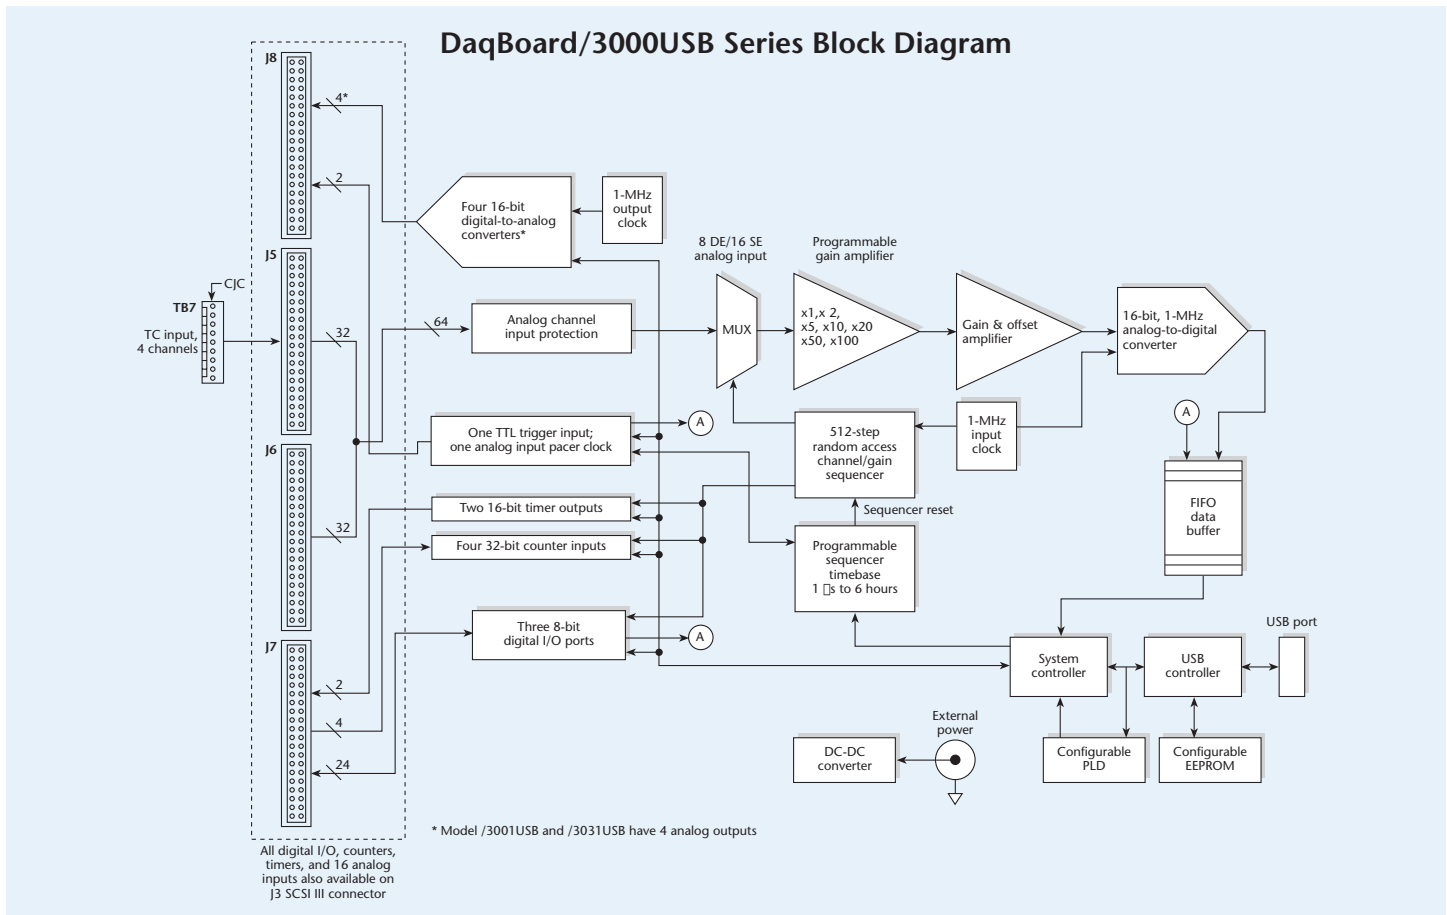 DaqBoard/3000USB Series Block Diagram
J8
4*
2
Four 16-bit
digital-to-analog
converters*
1-MHz
output
clock
J5
CJC
TB7
TC input,
4 channels
32
64
Analog channel
input protection
8 DE/16 SE
analog input
MUX
Programmable
gain amplifier
x1,x 2,
x5, x10, x20
x50, x100
Gain & offset
amplifier
16-bit, 1-MHz
analog-to-digital
converter
One TTL trigger input;
one analog input pacer clock
A
512-step
random access
channel/gain
sequencer
1-MHz
input
clock
A
FIFO
data
buffer
J6
32
Two 16-bit timer outputs
Four 32-bit counter inputs
Sequencer reset
Programmable
sequencer
timebase
1 □s to 6 hours
Three 8-bit
digital I/O ports
A
J7
2
4
24
System
controller
USB
controller
USB port
Configurable
PLD
Configurable
EEPROM
External
power
DC-DC
converter
* Model /3001USB and /3031USB have 4 analog outputs
All digital I/O, counters,
timers, and 16 analog
inputs also available on
J3 SCSI III connector